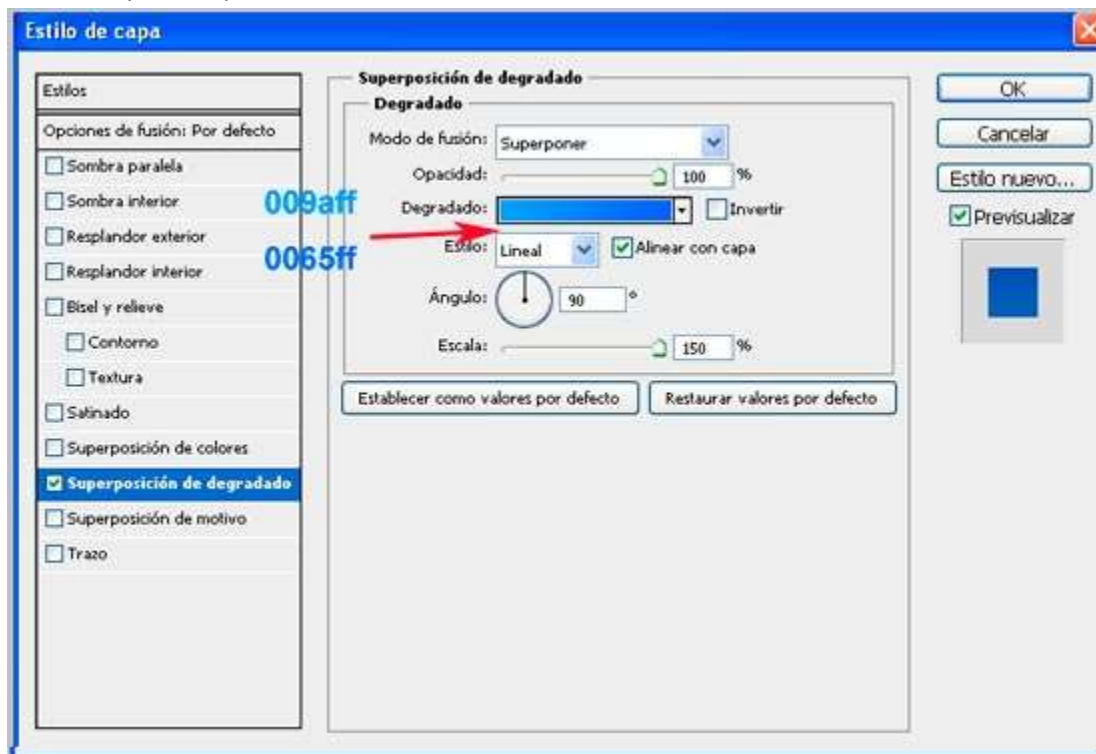 Estilo de capa
Estilos
Opciones de fusión: Por defecto
Sombra paralela
Sombra interior
Resplandor exterior
Resplandor interior
Bisel y relieve
Contorno
Textura
Satinado
Superposición de colores
Superposición de degradado
Superposición de motivo
Trazo
009aff
0065ff
Superposición de degradado
Degradado
Modo de fusión: Superponer
Opacidad: 100 %
Degradado: Invertir
Estilo: Lineal Alinear con capa
Ángulo: 90 °
Escala: 150 %
Establecer como valores por defecto Restaurar valores por defecto
OK
Cancelar
Estilo nuevo...
Previsualizar